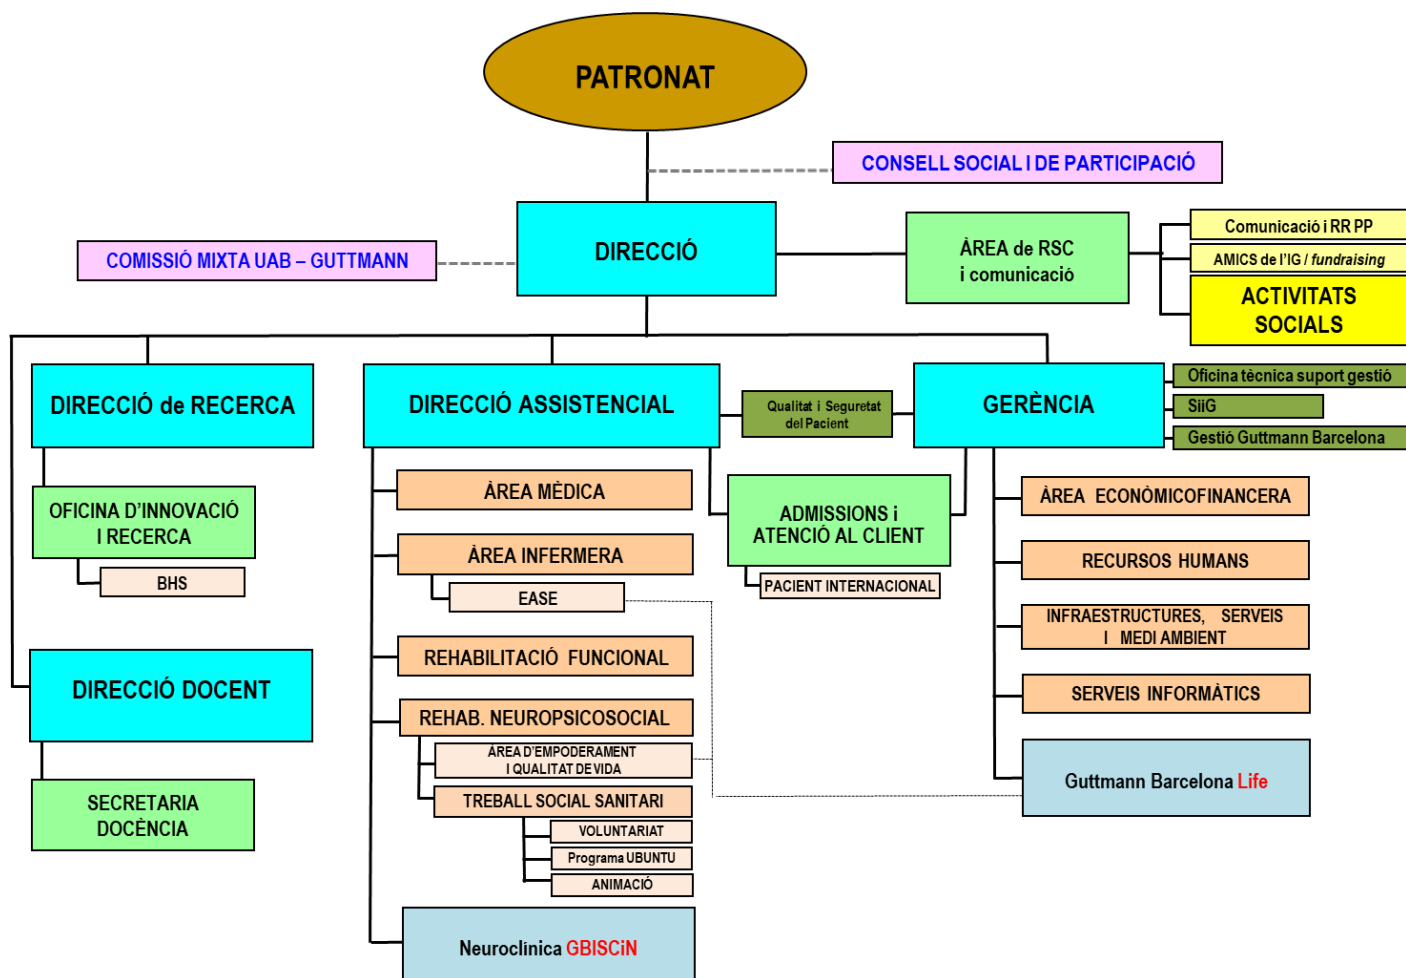 PATRONAT
CONSELL SOCIAL I DE PARTICIPACIÓ
DIRECCIÓ
COMISSIÓ MIXTA UAB – GUTTMANN
ÀREA de RSC
i comunicació
Comunicació i RR PP
AMICS de l'IG / fundraising
ACTIVITATS
SOCIALS
DIRECCIÓ de RECERCA
DIRECCIÓ ASSISTENCIAL
Qualitat i Seguretat
del Pacient
GERÈNCIA
Oficina tècnica suport gestió
SiiG
Gestió Guttmann Barcelona
OFICINA D'INNOVACIÓ
I RECERCA
BHS
ÀREA MÈDICA
ÀREA INFERMERA
EASE
ADMISSIONS i
ATENCIÓ AL CLIENT
PACIENT INTERNACIONAL
ÀREA ECONÒMICOFINANCERA
RECURSOS HUMANS
INFRAESTRUCTURES, SERVEIS
I MEDI AMBIENT
REHABILITACIÓ FUNCIONAL
SERVEIS INFORMÀTICS
DIRECCIÓ DOCENT
REHAB. NEUROPSICOSOCIAL
ÀREA D'EMPODERAMENT
I QUALITAT DE VIDA
TREBALL SOCIAL SANITARI
VOLUNTARIAT
Programa UBUNTU
ANIMACIÓ
Guttmann Barcelona Life
SECRETARIA
DOCÈNCIA
Neuroclínica GBISCiN